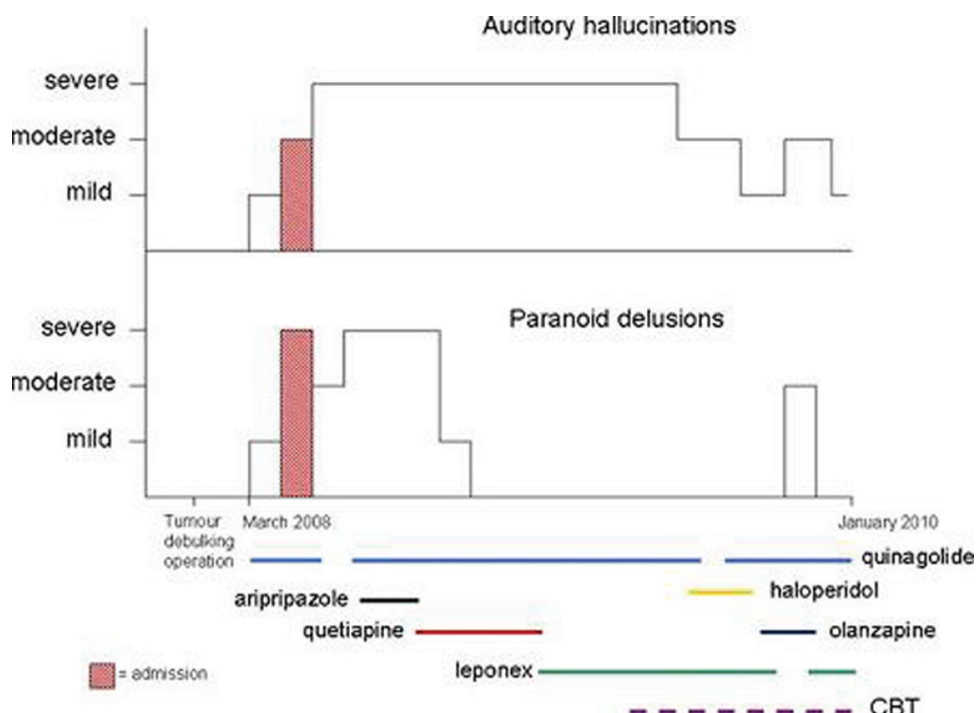 Auditory hallucinations
severe
moderate
mild
Paranoid delusions
severe
moderate
mild
Tumour
debulking
operation
March 2008
January 2010
quinagolide
haloperidol
aripripazole
quetiapine
olanzapine
leponex
= admission
CBT